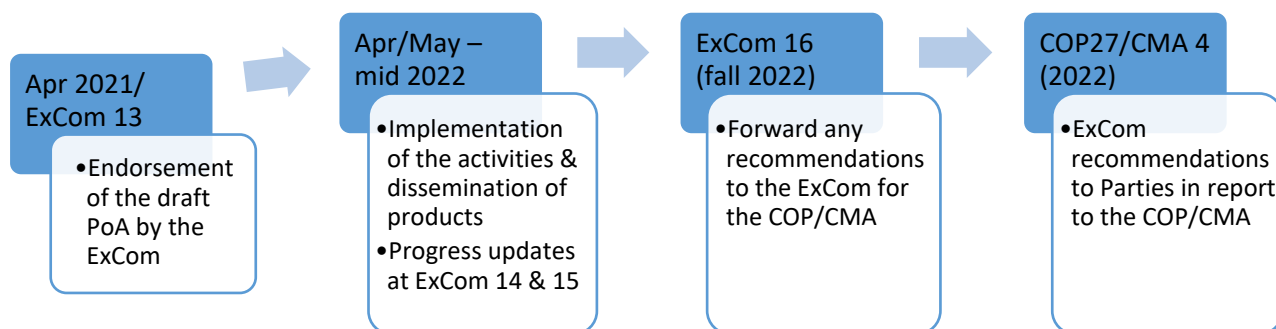 Apr 2021/
ExCom 13
•Endorsement
of the draft
PoA by the
ExCom
Apr/May –
mid 2022
•Implementation
of the activities &
dissemination of
products
•Progress updates
at ExCom 14 & 15
ExCom 16
(fall 2022)
•Forward any
recommendations
to the ExCom for
the COP/CMA
COP27/CMA 4
(2022)
•ExCom
recommendations
to Parties in report
to the COP/CMA